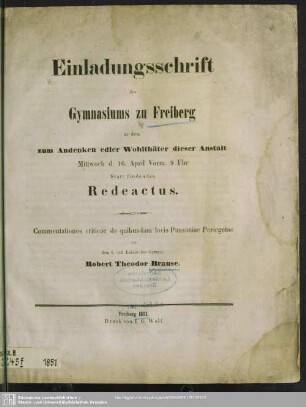 Einladungsschrift
des
Gymnasiums zu Freiberg
zu dem
zum Andenken edler Wohlthäter dieser Anstalt
Mittwoch d. 16. April Vorm. 9 Uhr
Statt findenden
Redeactus.
Commentationes criticae de quibusdam locis Pausaniae Periegetae
Robert Theodor Brause.
Freiberg 1851
Druck von J. G. Wolf
1851